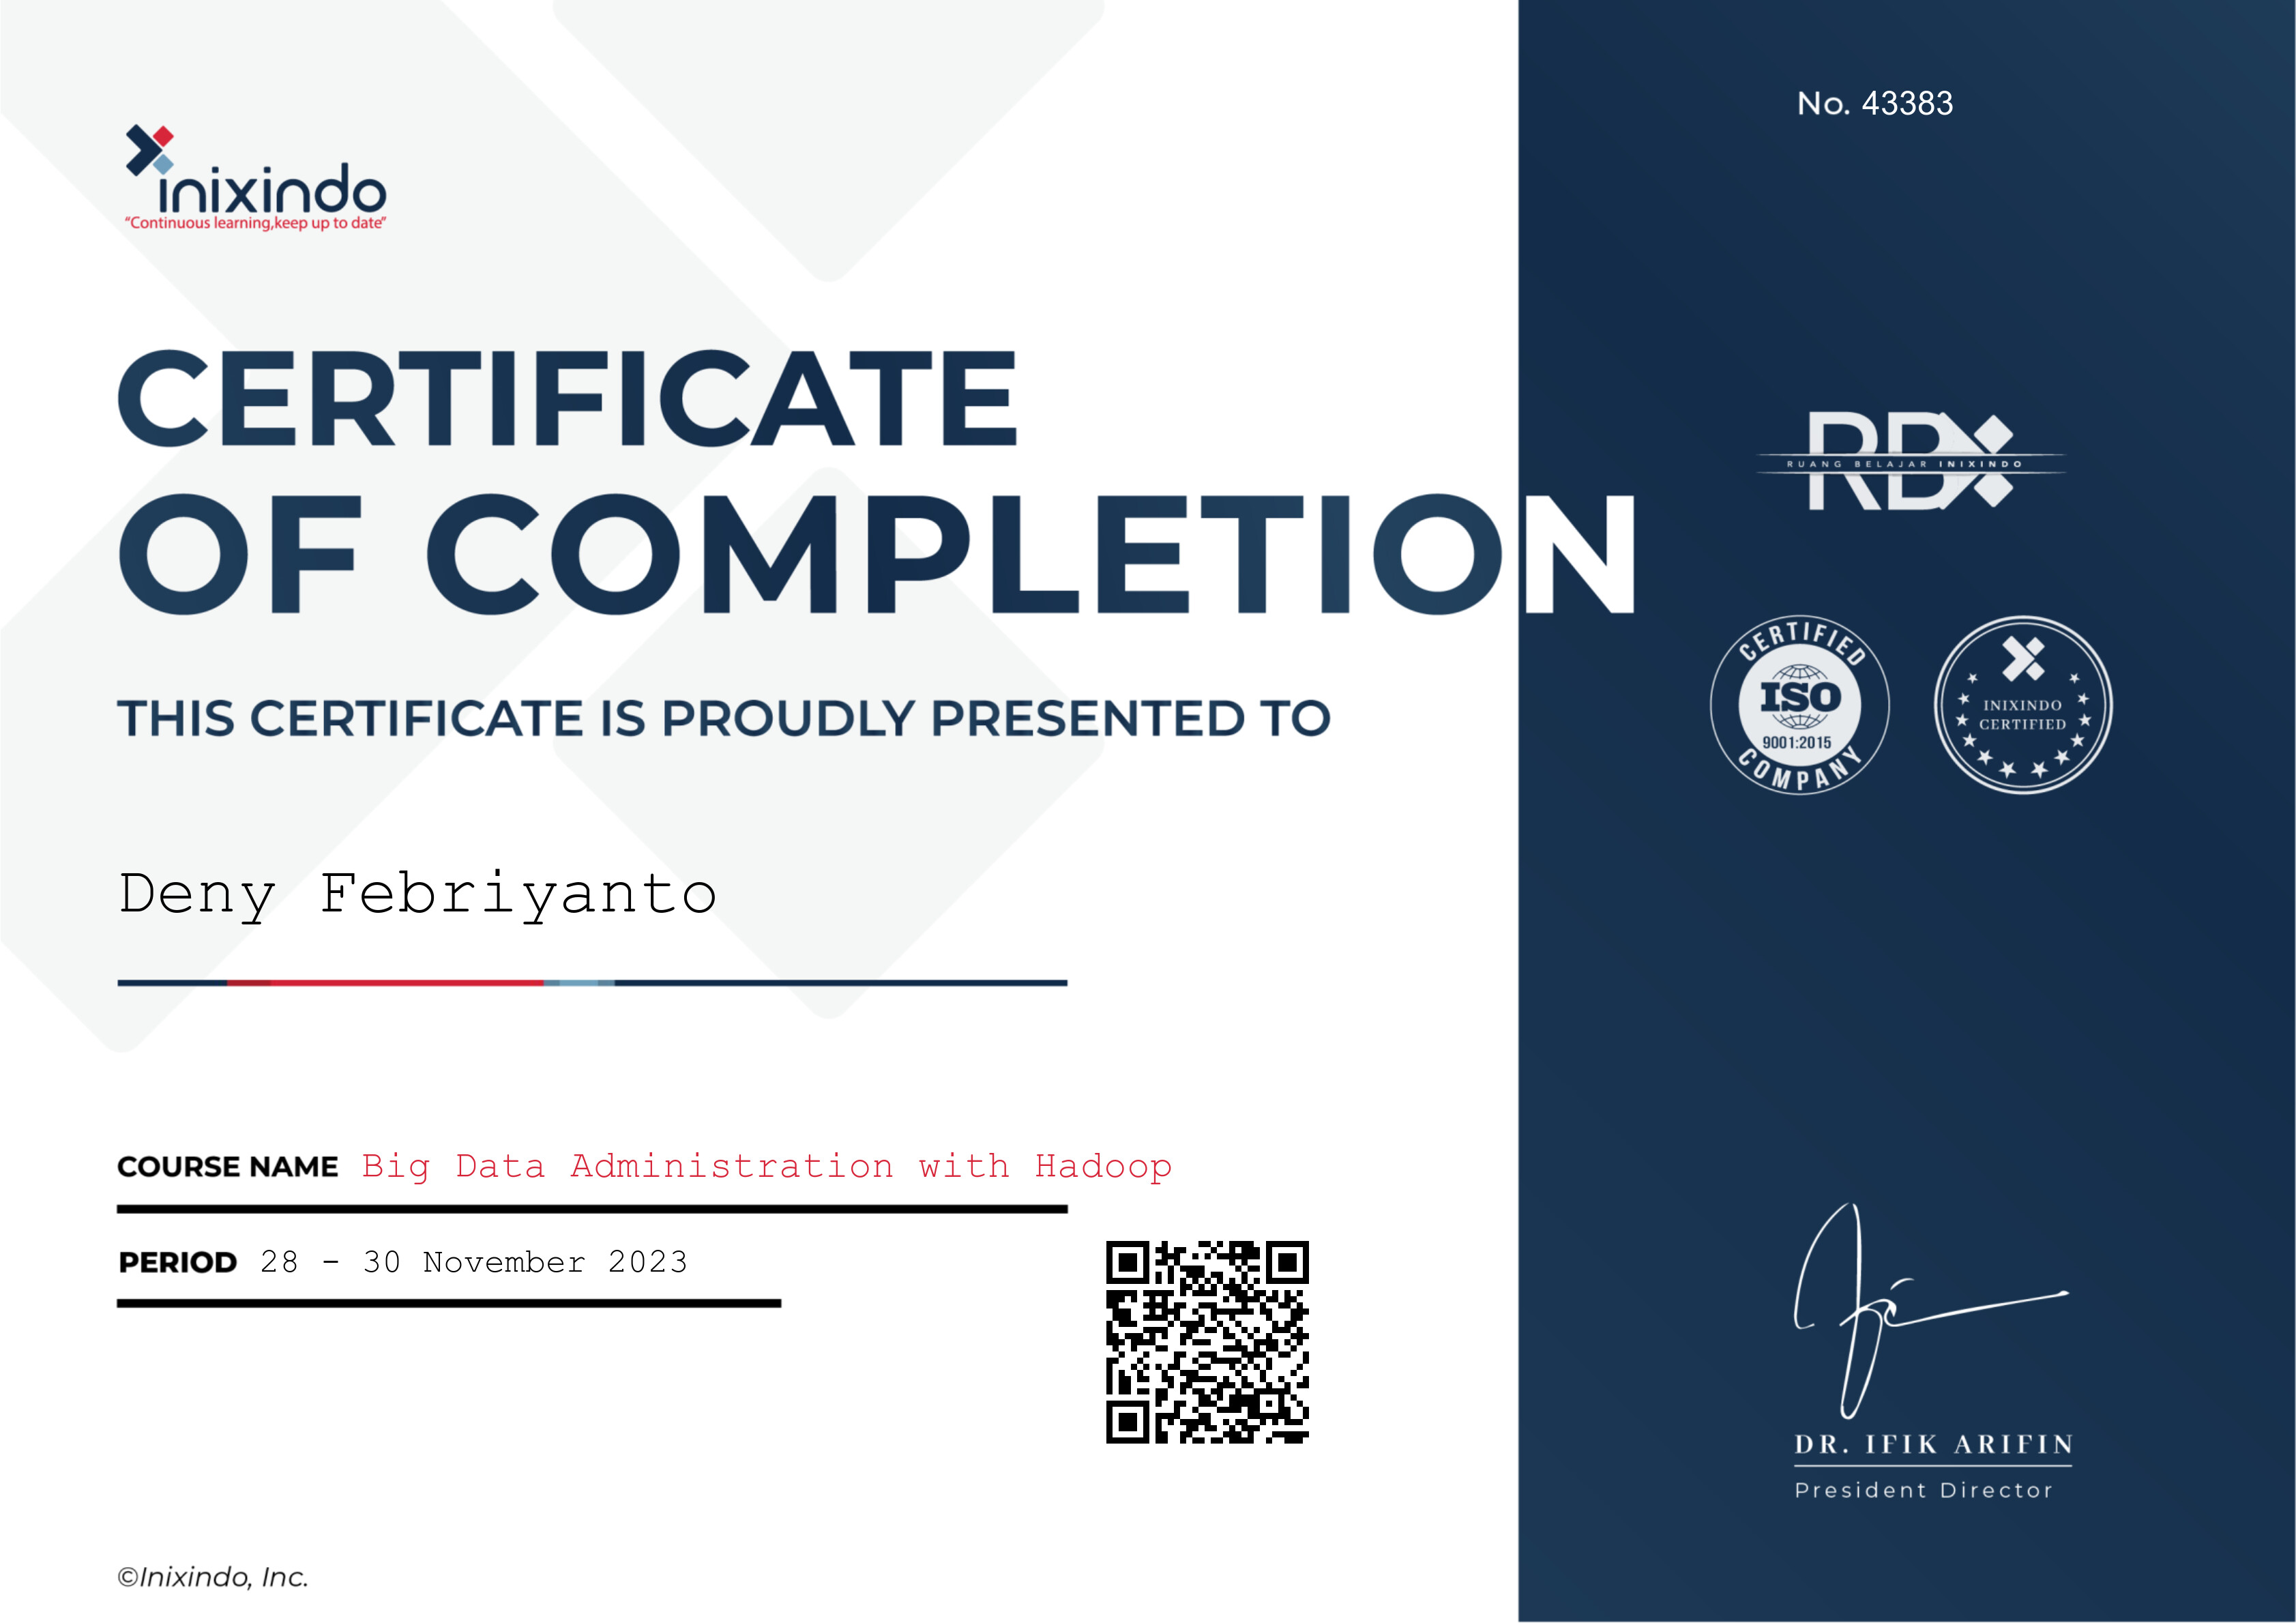 No. 43383
inixindo
“Continuous learning,keep up to date”
CERTIFICATE
OF COMPLETION
THIS CERTIFICATE IS PROUDLY PRESENTED TO
Deny Febriyanto
COURSE NAME Big Data Administration with Hadoop
PERIOD 28 - 30 November 2023
©Inixindo, Inc.
RBX
RUANG BELAJAR INIXINDO
CERTIFIED
ISO
9001:2015
COMPANY
INIXINDO
CERTIFIED
DR. IFIK ARIFIN
President Director